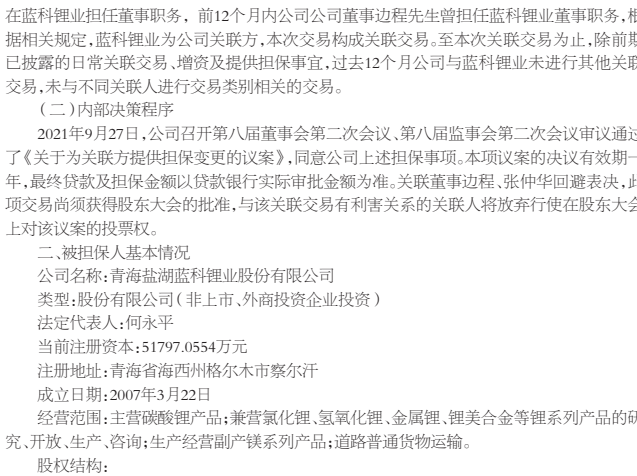 在蓝科锂业担任董事职务，前12个月内公司公司董事边程先生曾担任蓝科锂业董事职务，根
据相关规定，蓝科锂业为公司关联方，本次交易构成关联交易。至本次关联交易为止，除前期
已披露的日常关联交易、增资及提供担保事宜，过去12个月公司与蓝科锂业未进行其他关联
交易，未与不同关联人进行交易类别相关的交易。
（二）内部决策程序
2021年9月27日，公司召开第八届董事会第二次会议、第八届监事会第二次会议审议通过
了《关于为关联方提供担保变更的议案》，同意公司上述担保事项。本项议案的决议有效期一
年，最终贷款及担保金额以贷款银行实际审批金额为准。关联董事边程、张仲华回避表决，此
项交易尚须获得股东大会的批准，与该关联交易有利害关系的关联人将放弃行使在股东大会
上对该议案的投票权。
二、被担保人基本情况
公司名称：青海盐湖蓝科锂业股份有限公司
类型：股份有限公司（非上市、外商投资企业投资）
法定代表人：何永平
当前注册资本：51797.0554万元
注册地址：青海省海西州格尔木市察尔汗
成立日期：2007年3月22日
经营范围：主营碳酸锂产品；兼营氯化锂、氢氧化锂、金属锂、锂美合金等锂系列产品的研
究、开放、生产、咨询；生产经营副产镁系列产品；道路普通货物运输。
股权结构：